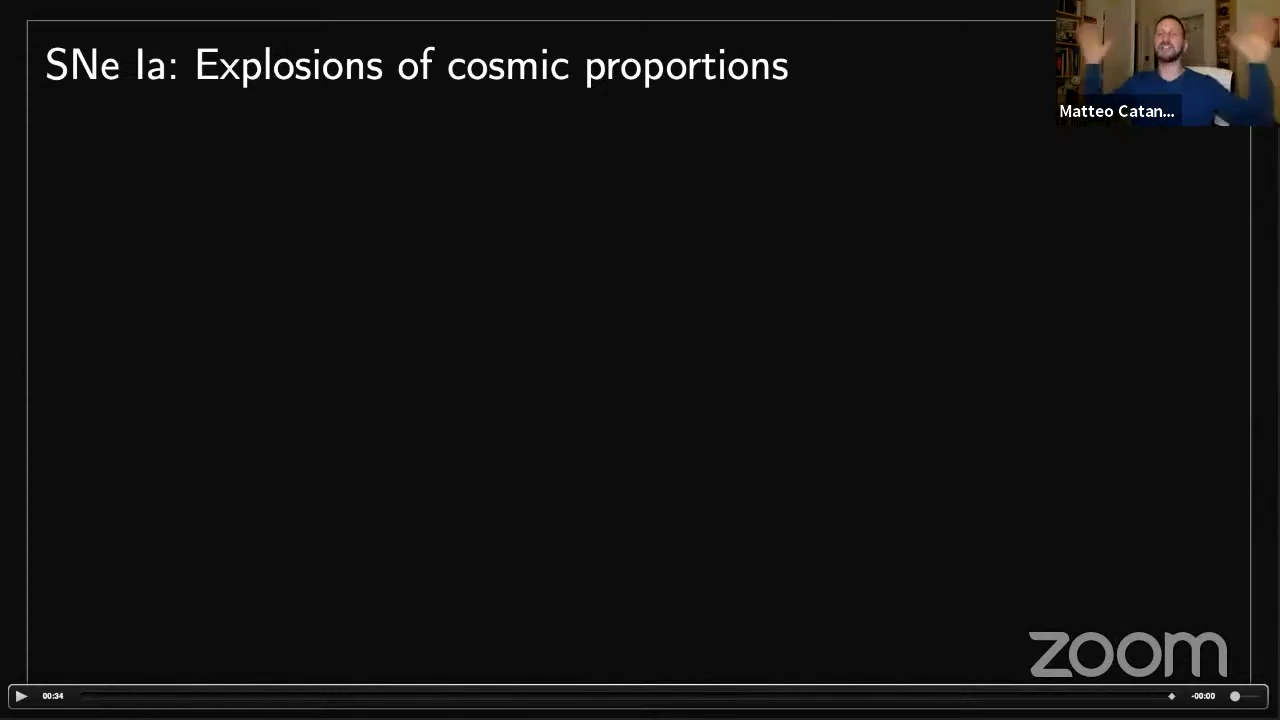 SNe Ia: Explosions of cosmic proportions
Matteo Catan...
zoom
00:34
-00:00